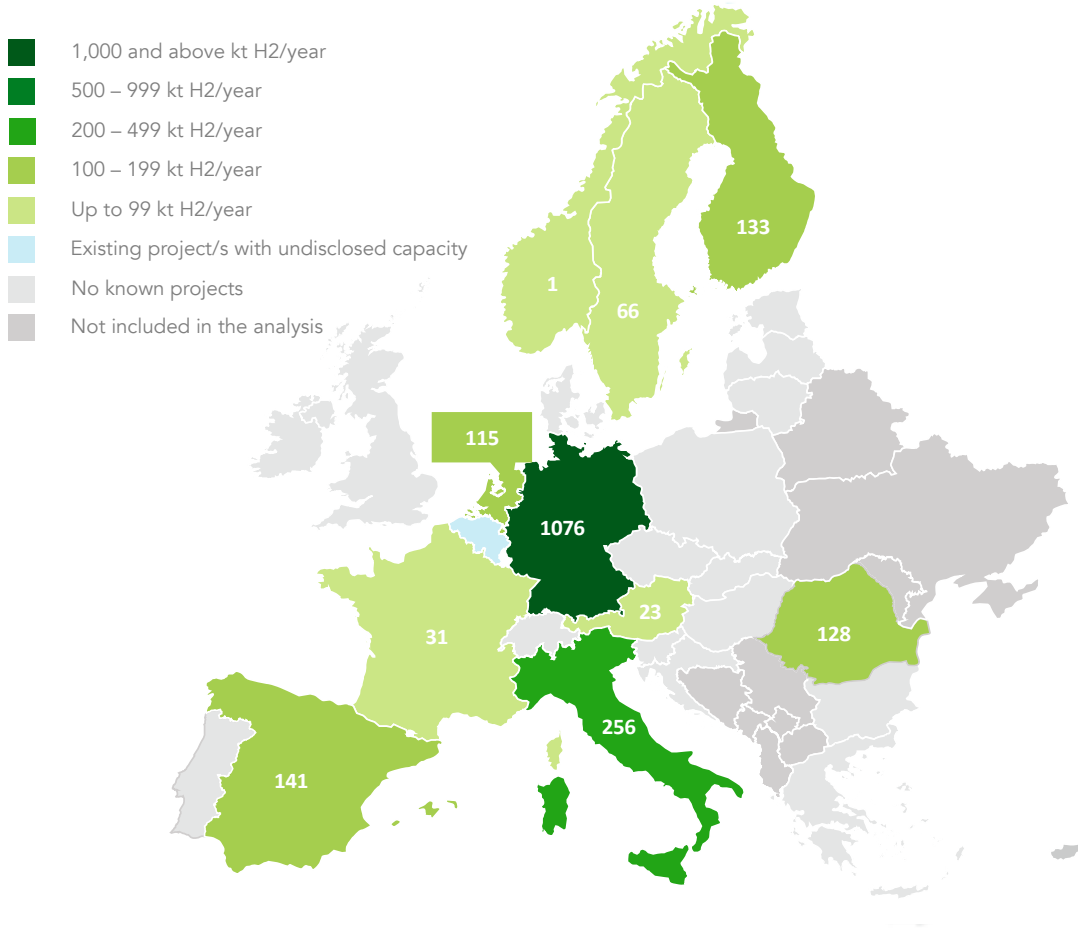 1,000 and above kt H2/year
500 – 999 kt H2/year
200 – 499 kt H2/year
100 – 199 kt H2/year
Up to 99 kt H2/year
Existing project/s with undisclosed capacity
No known projects
Not included in the analysis
133
1
66
115
1076
23
31
128
256
141